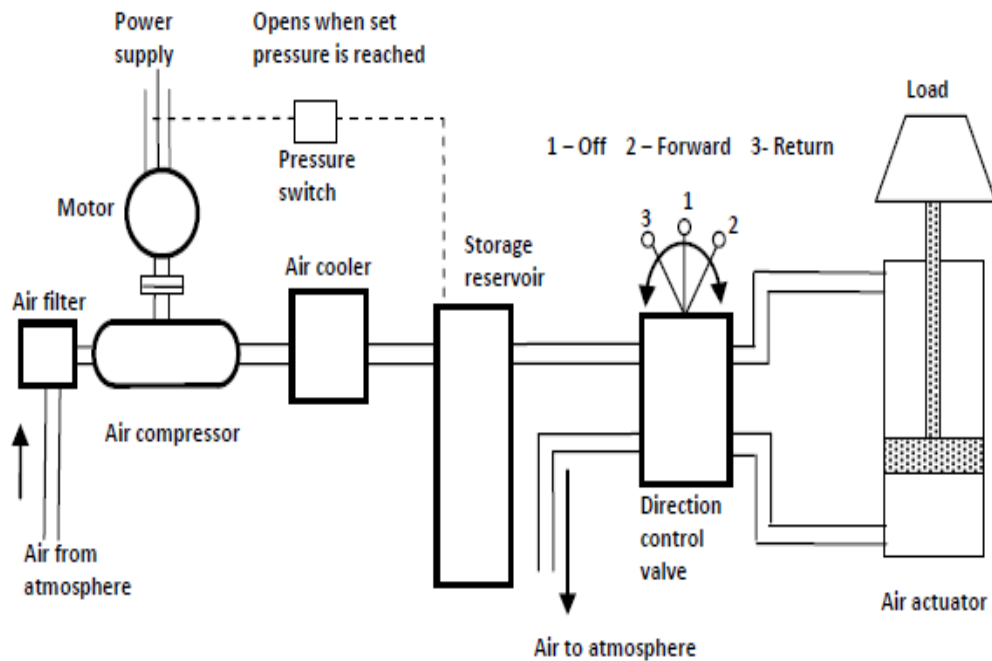 Power
supply
Opens when set
pressure is reached
Load
Pressure
switch
1 – Off 2 – Forward 3- Return
Motor
1
3
2
Storage
reservoir
Air cooler
Air filter
Air compressor
Direction
control
valve
Air from
atmosphere
Air actuator
Air to atmosphere